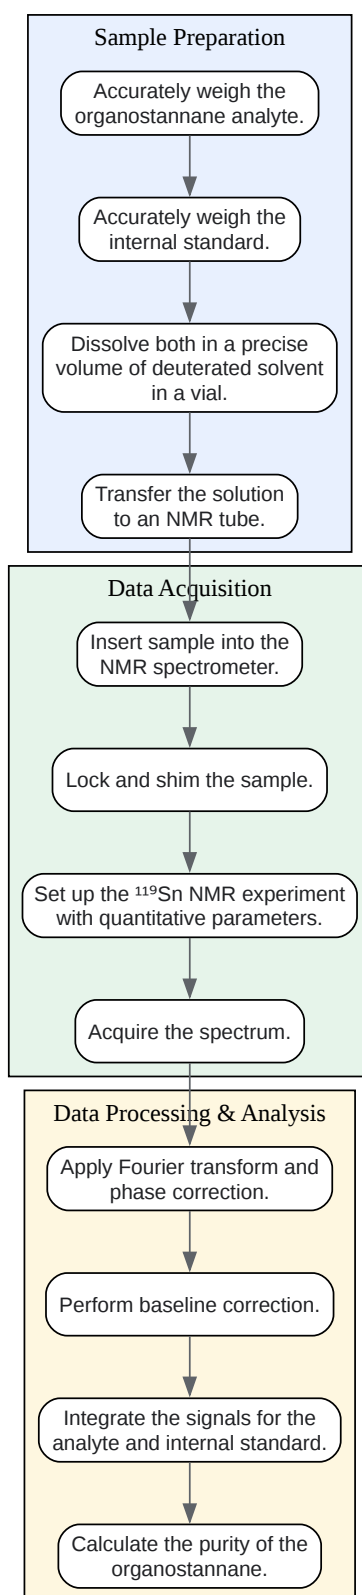 Sample Preparation
Accurately weigh the
organostannane analyte.
Accurately weigh the
internal standard.
Dissolve both in a precise
volume of deuterated solvent
in a vial.
Transfer the solution
to an NMR tube.
Data Acquisition
Insert sample into the
NMR spectrometer.
Lock and shim the sample.
Set up the ¹¹⁹Sn NMR experiment
with quantitative parameters.
Acquire the spectrum.
Data Processing & Analysis
Apply Fourier transform and
phase correction.
Perform baseline correction.
Integrate the signals for the
analyte and internal standard.
Calculate the purity of the
organostannane.